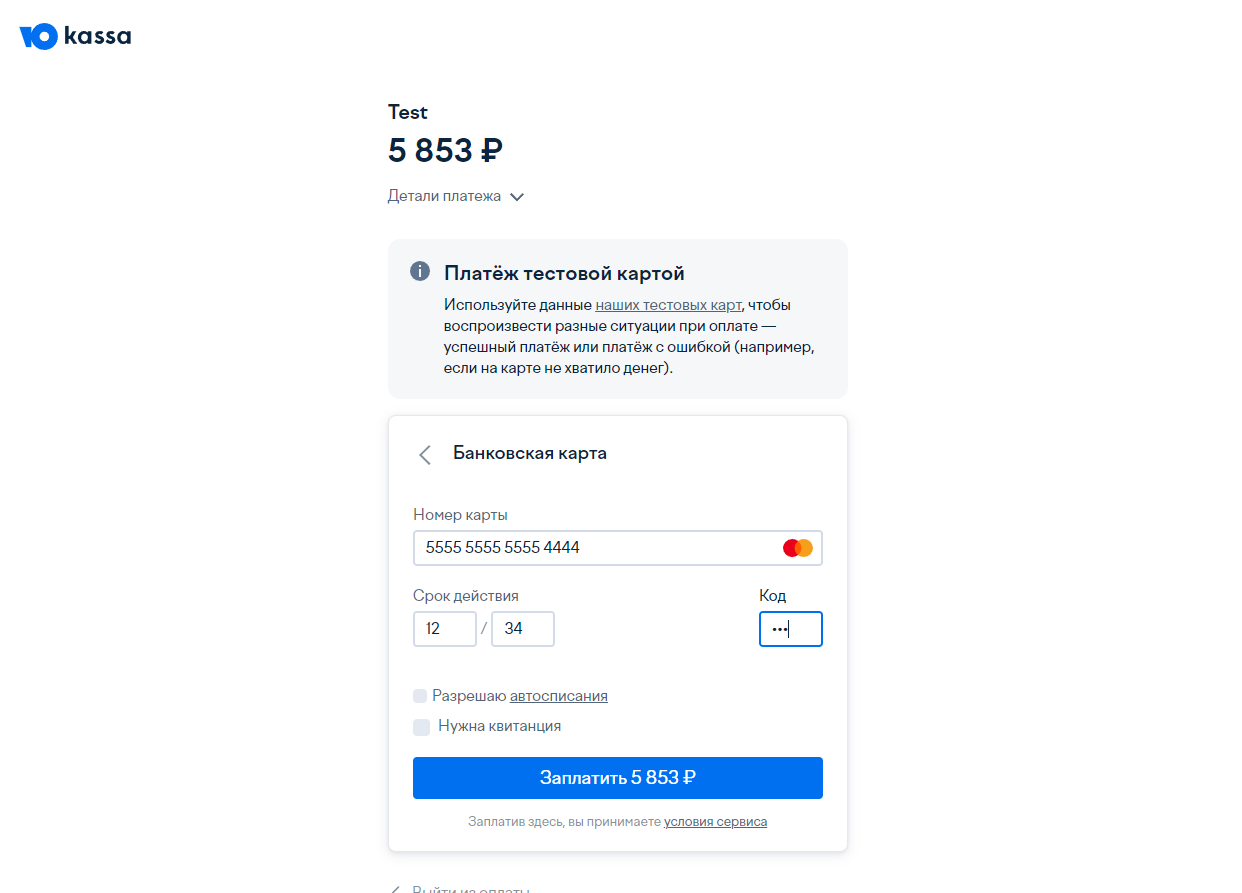 Ю kassa
Test
5 853 ₽
Детали платежа
Платёж тестовой картой
Используйте данные наших тестовых карт, чтобы
воспроизвести разные ситуации при оплате —
успешный платёж или платёж с ошибкой (например,
если на карте не хватило денег).
Банковская карта
Номер карты
5555 5555 5555 4444
Срок действия
Код
12 / 34
•••
Разрешаю автосписания
Нужна квитанция
Заплатить 5 853 ₽
Заплатив здесь, вы принимаете условия сервиса
Выйти из оплаты